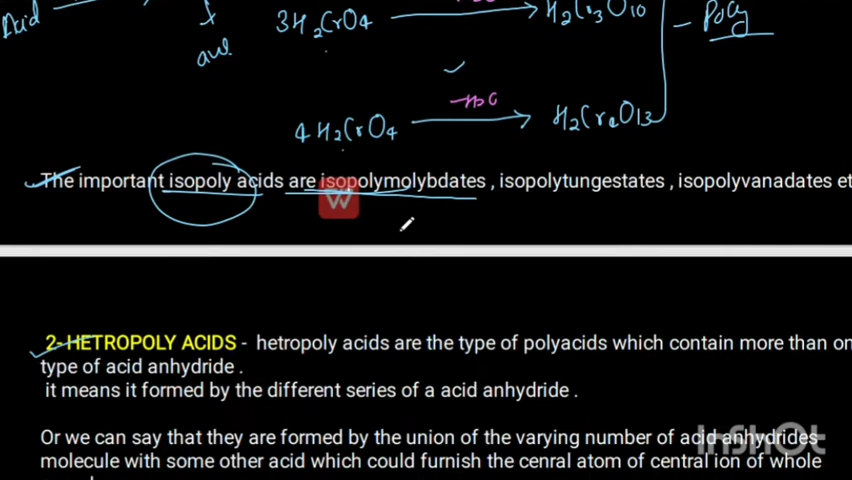 Acid
3H2CrO4 H2Cr3O10 - Poly
4H2CrO4 H2Cr4O13
The important isopoly acids are isopolymolybdates , isopolytungestates , isopolyvanadates et
2- HETROPOLY ACIDS - hetropoly acids are the type of polyacids which contain more than on
type of acid anhydride .
it means it formed by the different series of a acid anhydride .
Or we can say that they are formed by the union of the varying number of acid anhydrides
molecule with some other acid which could furnish the cenral atom of central ion of whole
InShOt